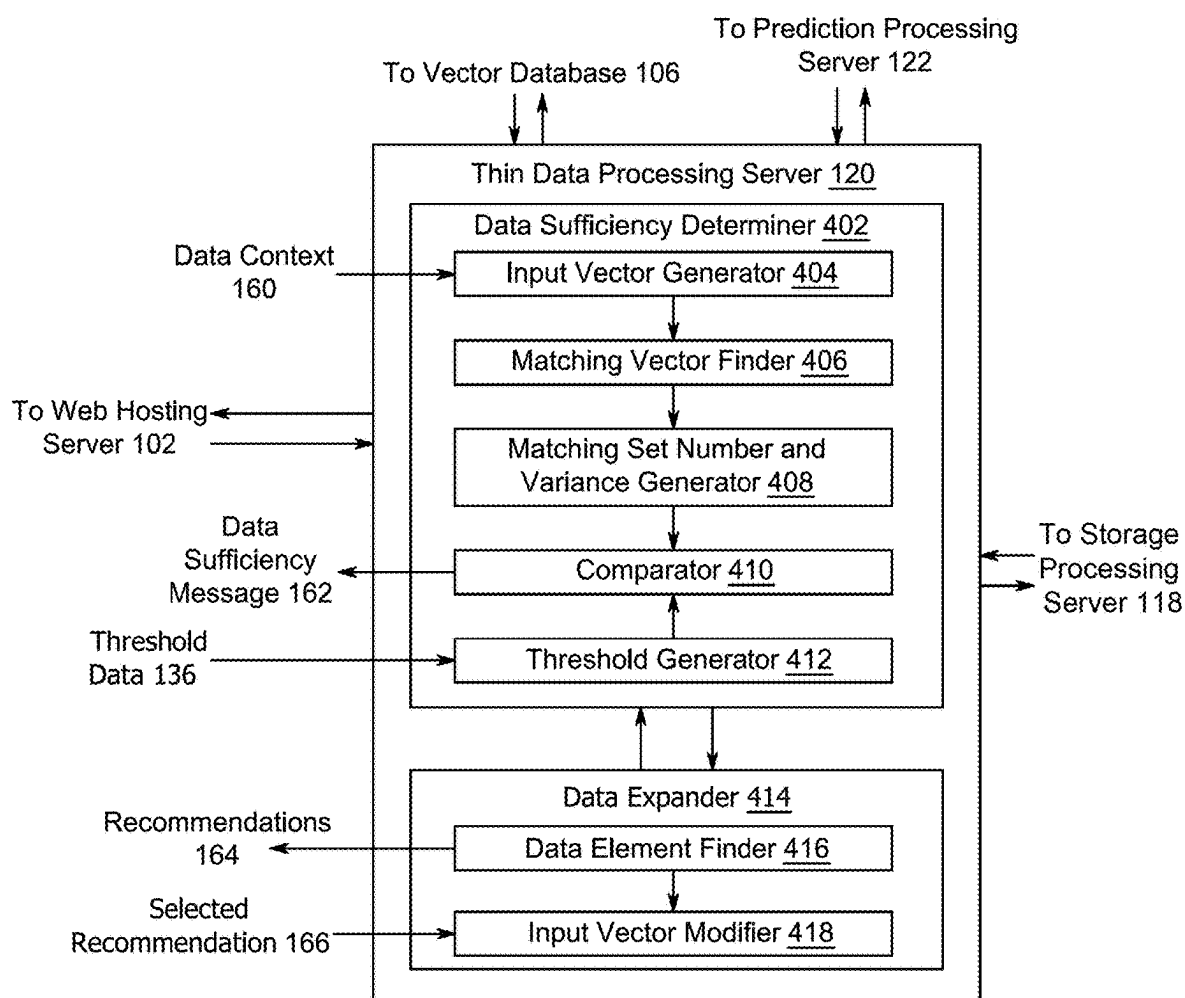 To Prediction Processing
Server 122
To Vector Database 106
Thin Data Processing Server 120
Data Sufficiency Determiner 402
Data Context
160
Input Vector Generator 404
Matching Vector Finder 406
To Web Hosting
Server 102
Matching Set Number and
Variance Generator 408
Data
Sufficiency
Message 162
Comparator 410
To Storage
Processing
Server 118
Threshold
Data 136
Threshold Generator 412
Data Expander 414
Recommendations
164
Data Element Finder 416
Selected
Recommendation 166
Input Vector Modifier 418